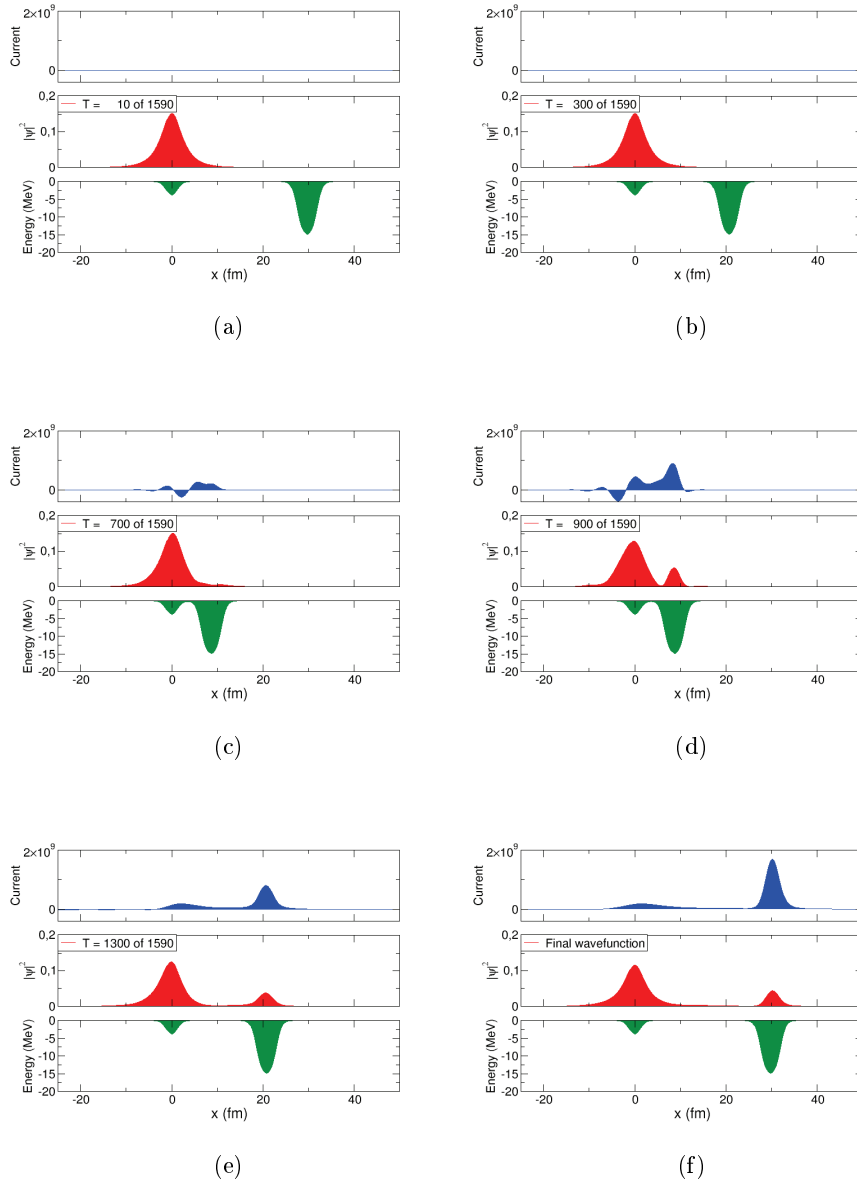 2×10⁹
Current
0
0,2
T = 10 of 1590
|ψ|²
0,1
0
0
Energy (MeV)
-5
-10
-15
-20
-20 0 20 40
x (fm)
(a)
2×10⁹
Current
0
0,2
T = 300 of 1590
|ψ|²
0,1
0
0
Energy (MeV)
-5
-10
-15
-20
-20 0 20 40
x (fm)
(b)
2×10⁹
Current
0
0,2
T = 700 of 1590
|ψ|²
0,1
0
0
Energy (MeV)
-5
-10
-15
-20
-20 0 20 40
x (fm)
(c)
2×10⁹
Current
0
0,2
T = 900 of 1590
|ψ|²
0,1
0
0
Energy (MeV)
-5
-10
-15
-20
-20 0 20 40
x (fm)
(d)
2×10⁹
Current
0
0,2
T = 1300 of 1590
|ψ|²
0,1
0
0
Energy (MeV)
-5
-10
-15
-20
-20 0 20 40
x (fm)
(e)
2×10⁹
Current
0
0,2
Final wavefunction
|ψ|²
0,1
0
0
Energy (MeV)
-5
-10
-15
-20
-20 0 20 40
x (fm)
(f)